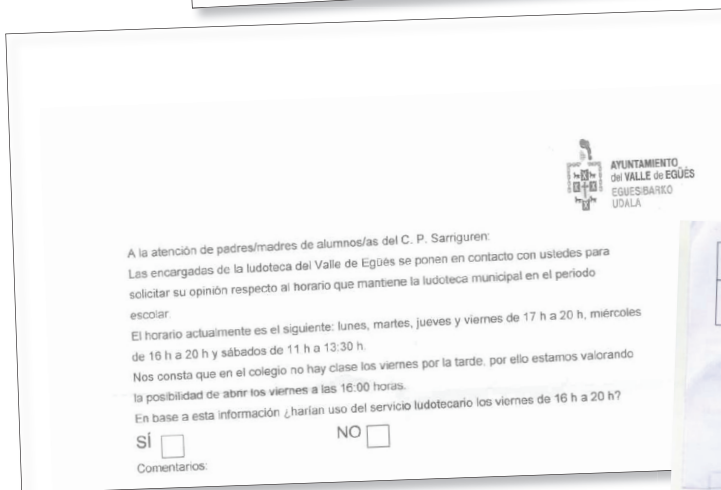 AYUNTAMIENTO
del VALLE de EGÜÉS
EGUESIBARKO
UDALA
A la atención de padres/madres de alumnos/as del C. P. Sarriguren:
Las encargadas de la ludoteca del Valle de Egüés se ponen en contacto con ustedes para
solicitar su opinión respecto al horario que mantiene la ludoteca municipal en el periodo
escolar.
El horario actualmente es el siguiente: lunes, martes, jueves y viernes de 17 h a 20 h, miércoles
de 16 h a 20 h y sábados de 11 h a 13:30 h.
Nos consta que en el colegio no hay clase los viernes por la tarde, por ello estamos valorando
la posibilidad de abrir los viernes a las 16:00 horas.
En base a esta información ¿harían uso del servicio ludotecario los viernes de 16 h a 20 h?
SÍ NO
Comentarios: